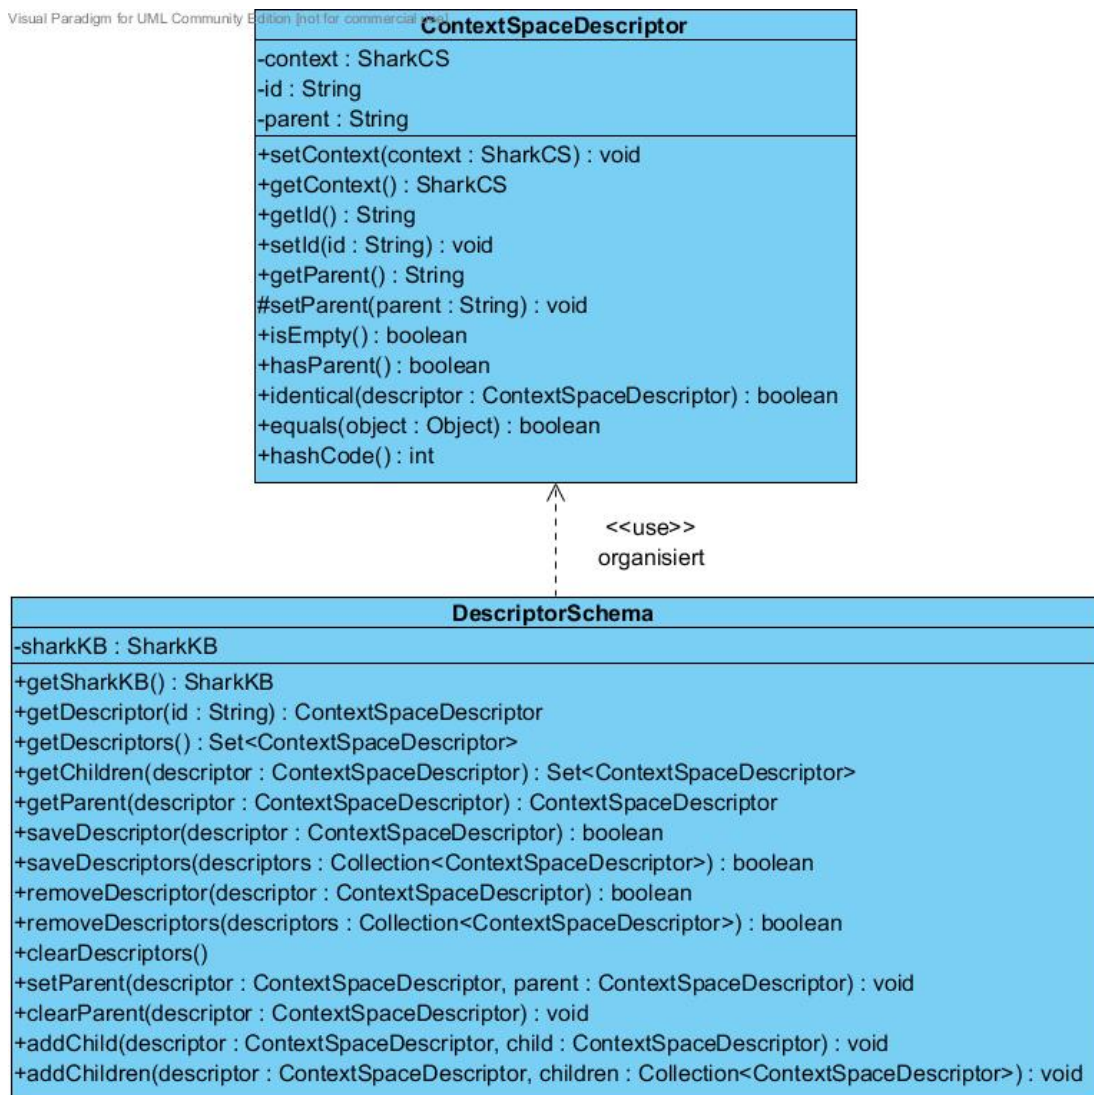 Visual Paradigm for UML Community Edition [not for commercial use]
ContextSpaceDescriptor
-context : SharkCS
-id : String
-parent : String
+setContext(context : SharkCS) : void
+getContext() : SharkCS
+getId() : String
+setId(id : String) : void
+getParent() : String
#setParent(parent : String) : void
+isEmpty() : boolean
+hasParent() : boolean
+identical(descriptor : ContextSpaceDescriptor) : boolean
+equals(object : Object) : boolean
+hashCode() : int
<<use>>
organisiert
DescriptorSchema
-sharkKB : SharkKB
+getSharkKB() : SharkKB
+getDescriptor(id : String) : ContextSpaceDescriptor
+getDescriptors() : Set<ContextSpaceDescriptor>
+getChildren(descriptor : ContextSpaceDescriptor) : Set<ContextSpaceDescriptor>
+getParent(descriptor : ContextSpaceDescriptor) : ContextSpaceDescriptor
+saveDescriptor(descriptor : ContextSpaceDescriptor) : boolean
+saveDescriptors(descriptors : Collection<ContextSpaceDescriptor>) : boolean
+removeDescriptor(descriptor : ContextSpaceDescriptor) : boolean
+removeDescriptors(descriptors : Collection<ContextSpaceDescriptor>) : boolean
+clearDescriptors()
+setParent(descriptor : ContextSpaceDescriptor, parent : ContextSpaceDescriptor) : void
+clearParent(descriptor : ContextSpaceDescriptor) : void
+addChild(descriptor : ContextSpaceDescriptor, child : ContextSpaceDescriptor) : void
+addChildren(descriptor : ContextSpaceDescriptor, children : Collection<ContextSpaceDescriptor>) : void